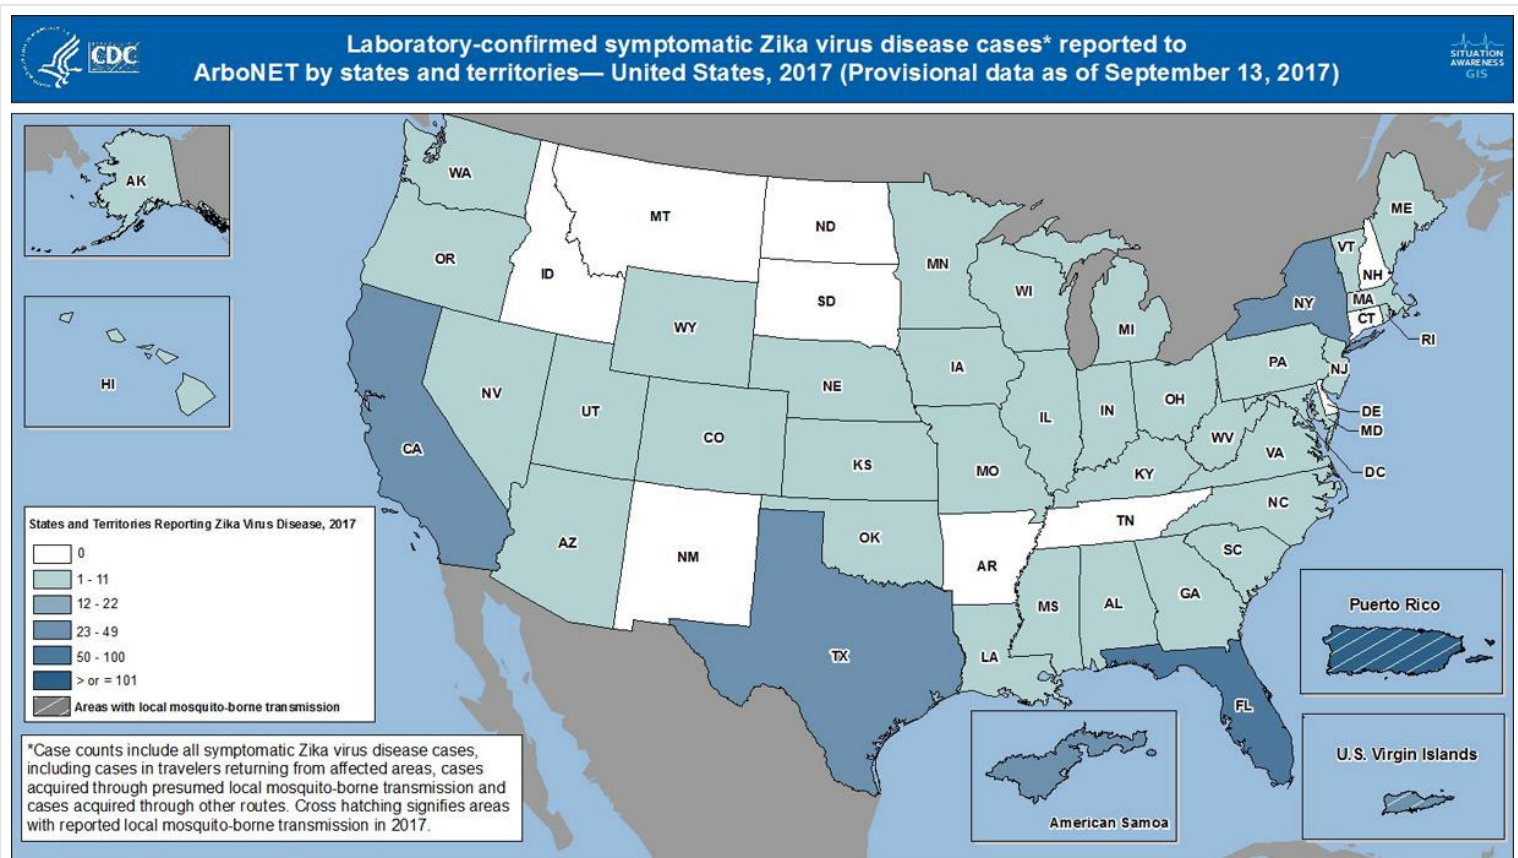 CDC
Laboratory-confirmed symptomatic Zika virus disease cases* reported to
ArboNET by states and territories— United States, 2017 (Provisional data as of September 13, 2017)
SITUATION
AWARENESS
GIS
AK
HI
WA
OR
CA
ID
NV
MT
WY
UT
AZ
CO
NM
ND
SD
NE
KS
OK
TX
MN
IA
MO
AR
LA
WI
IL
MI
IN
OH
KY
TN
MS
AL
GA
FL
SC
NC
VA
WV
PA
NY
NJ
VT
ME
NH
MA
CT
RI
DE
MD
DC
States and Territories Reporting Zika Virus Disease, 2017
0
1 - 11
12 - 22
23 - 49
50 - 100
> or = 101
Areas with local mosquito-borne transmission
*Case counts include all symptomatic Zika virus disease cases,
including cases in travelers returning from affected areas, cases
acquired through presumed local mosquito-borne transmission and
cases acquired through other routes. Cross hatching signifies areas
with reported local mosquito-borne transmission in 2017.
Puerto Rico
American Samoa
U.S. Virgin Islands